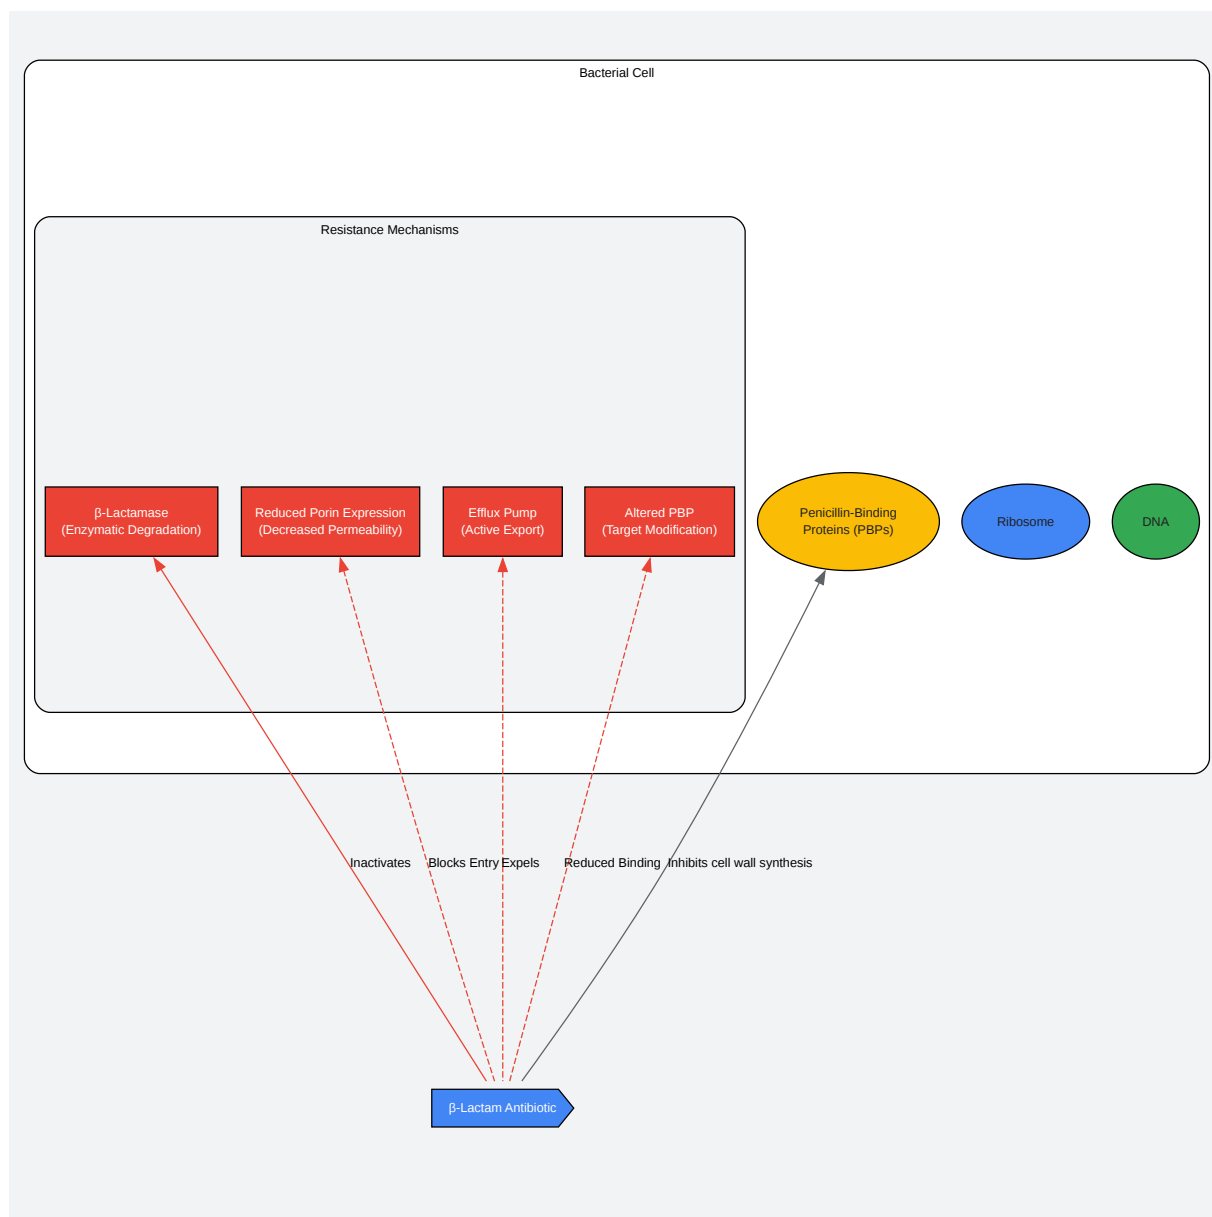 Bacterial Cell
Resistance Mechanisms
β-Lactamase
(Enzymatic Degradation)
Reduced Porin Expression
(Decreased Permeability)
Efflux Pump
(Active Export)
Altered PBP
(Target Modification)
Penicillin-Binding
Proteins (PBPs)
Ribosome
DNA
Inactivates
Blocks Entry
Expels
Reduced Binding
Inhibits cell wall synthesis
β-Lactam Antibiotic